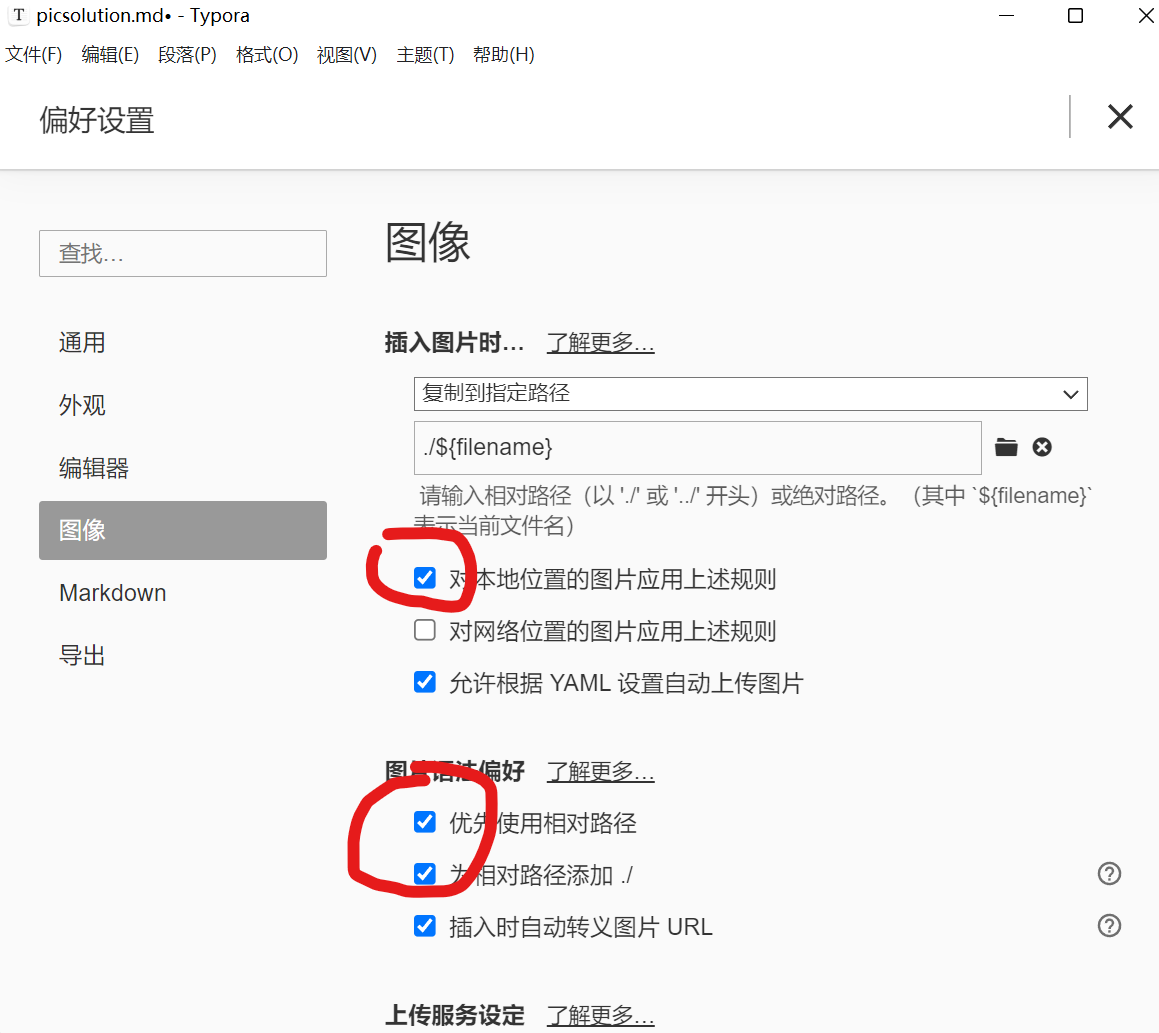 T picsolution.md• - Typora
文件(F) 编辑(E) 段落(P) 格式(O) 视图(V) 主题(T) 帮助(H)
偏好设置
查找…
通用
外观
编辑器
图像
Markdown
导出
图像
插入图片时… 了解更多…
复制到指定路径
./${filename}
请输入相对路径（以 './' 或 '../' 开头）或绝对路径。（其中 `${filename}`
表示当前文件名）
对本地位置的图片应用上述规则
对网络位置的图片应用上述规则
允许根据 YAML 设置自动上传图片
图片语法偏好 了解更多…
优先使用相对路径
为相对路径添加 ./
插入时自动转义图片 URL
上传服务设定 了解更多…